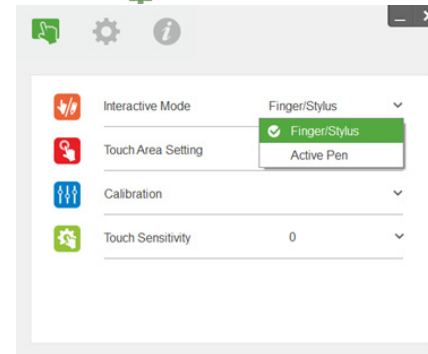 Interactive Mode Finger/Stylus
Finger/Stylus
Touch Area Setting
Active Pen
Calibration
Touch Sensitivity 0